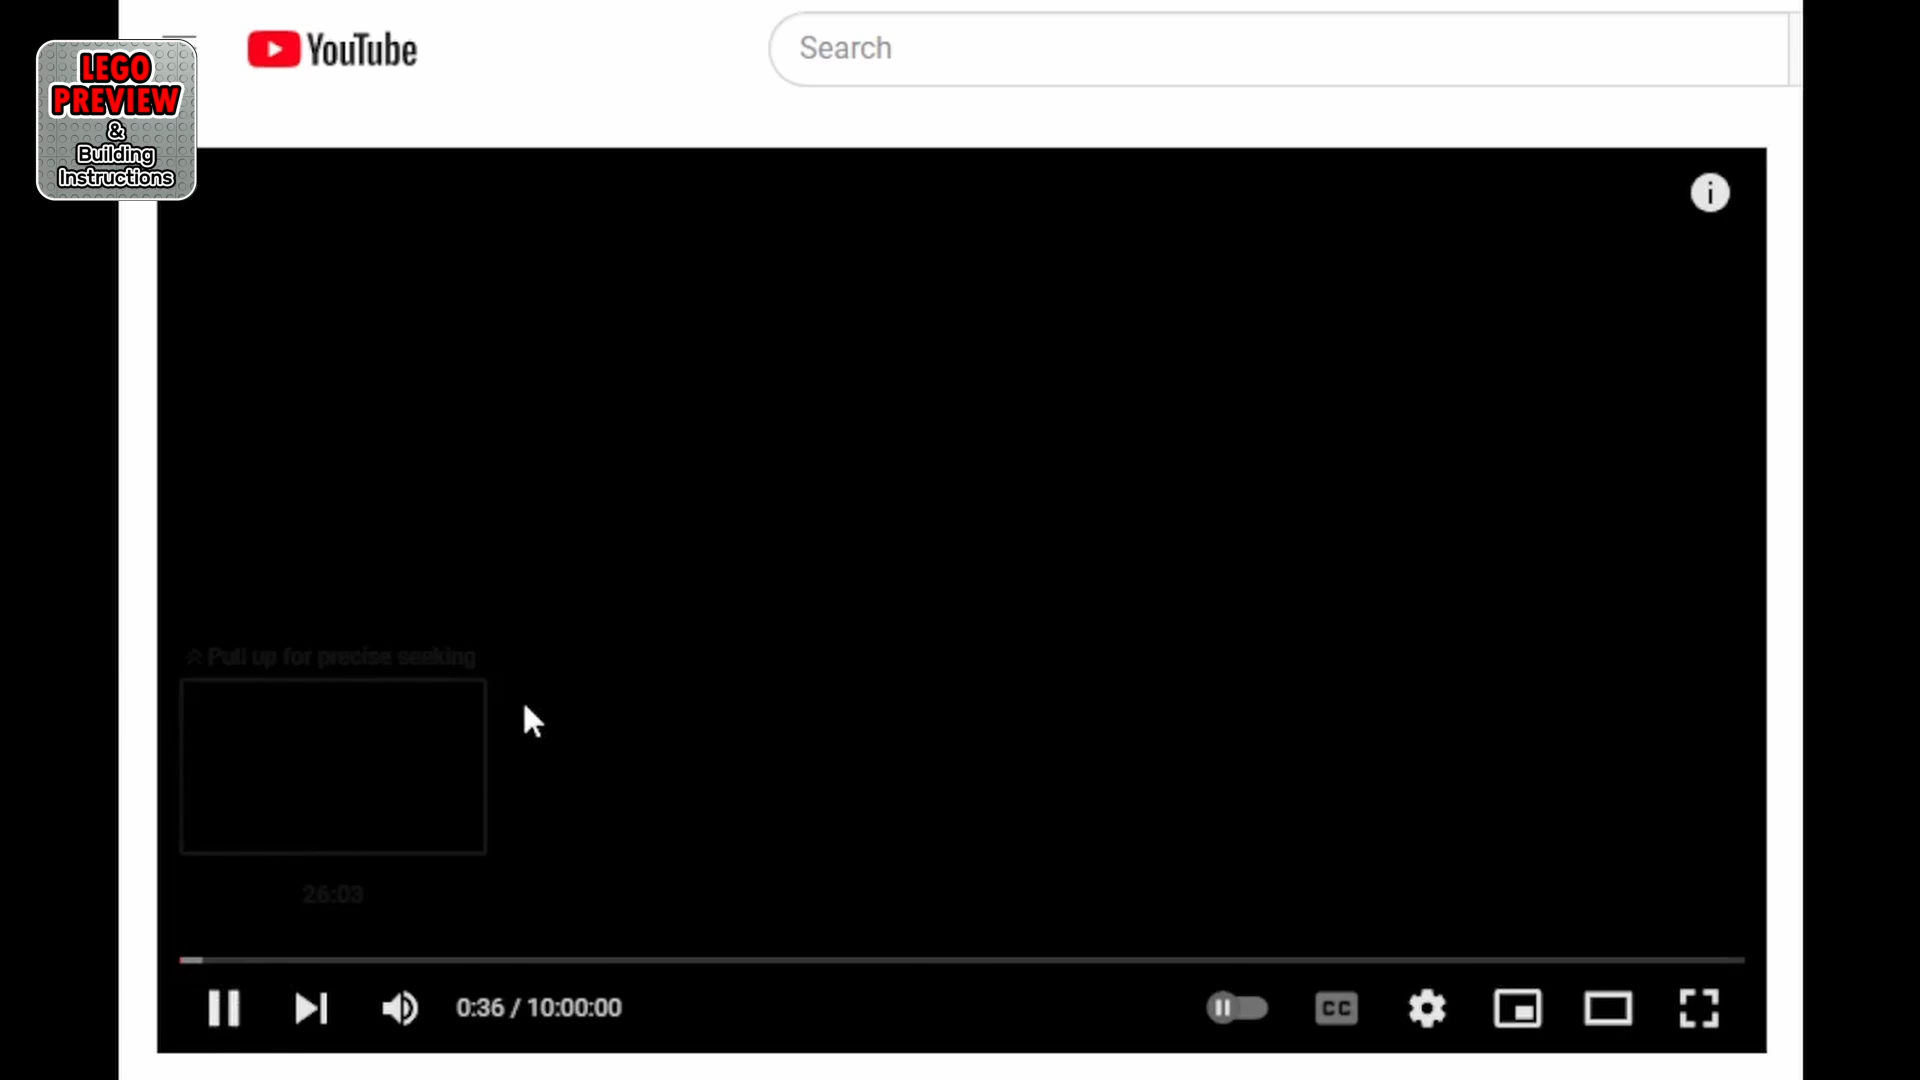 LEGO
PREVIEW
&
Building
Instructions
YouTube
Search
Pull up for precise seeking
26:03
0:36 / 10:00:00
CC